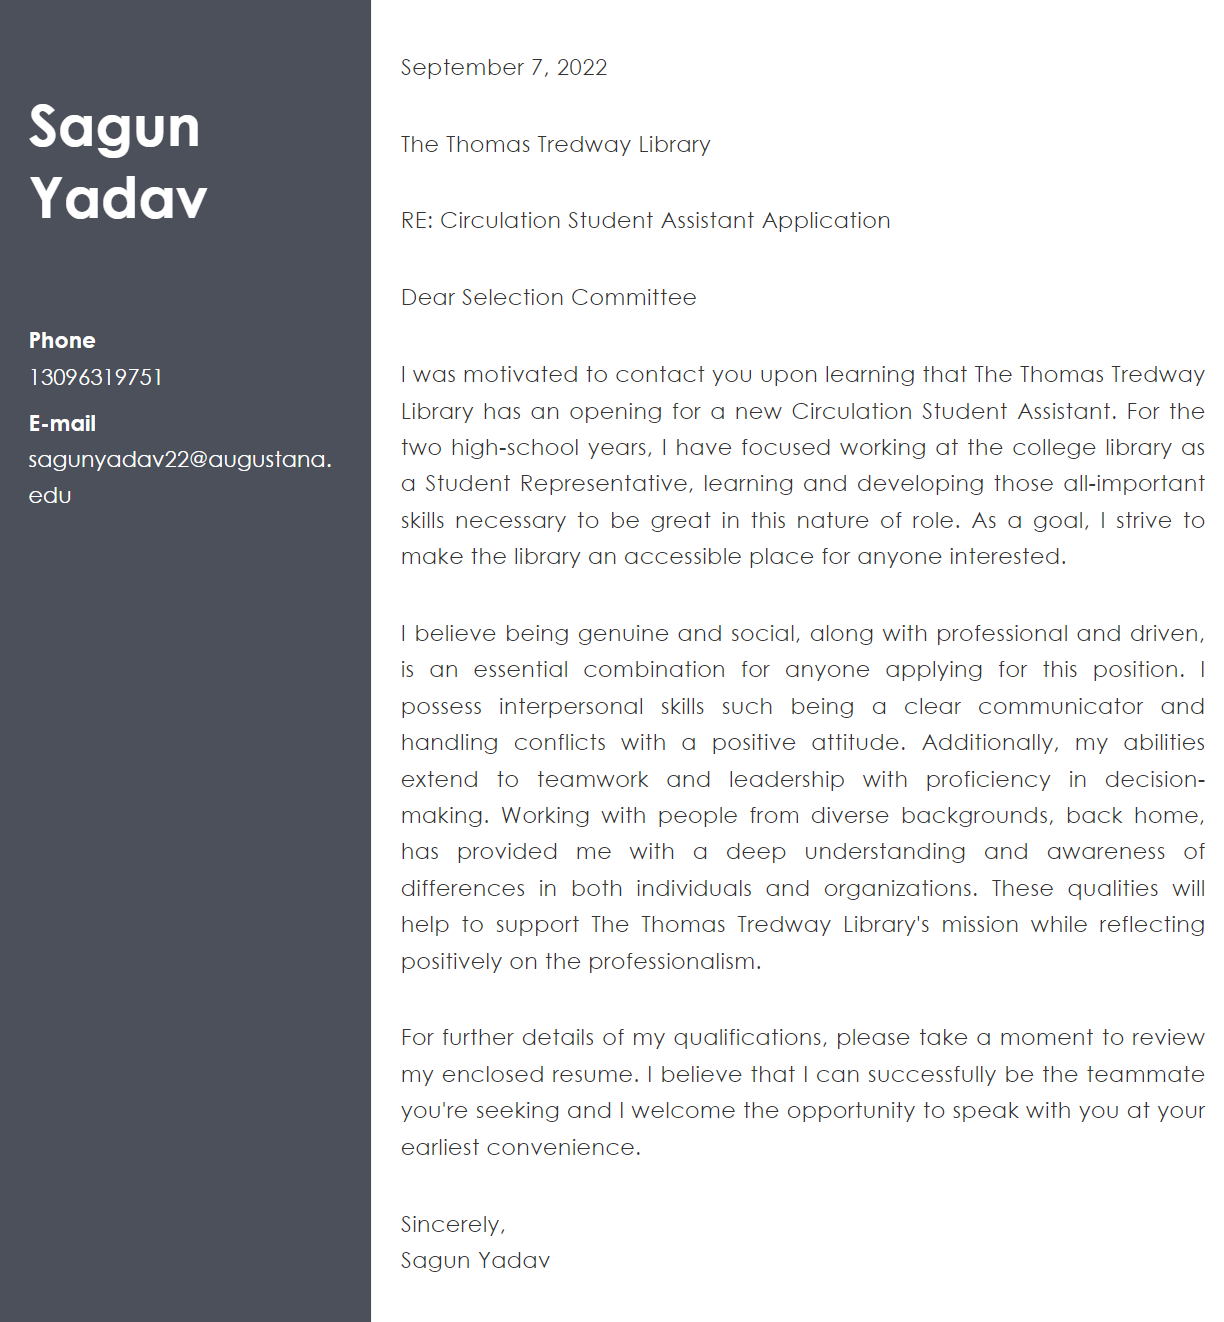 Sagun
Yadav
Phone
13096319751
E-mail
sagunyadav22@augustana.
edu
September 7, 2022
The Thomas Tredway Library
RE: Circulation Student Assistant Application
Dear Selection Committee
I was motivated to contact you upon learning that The Thomas Tredway
Library has an opening for a new Circulation Student Assistant. For the
two high-school years, I have focused working at the college library as
a Student Representative, learning and developing those all-important
skills necessary to be great in this nature of role. As a goal, I strive to
make the library an accessible place for anyone interested.
I believe being genuine and social, along with professional and driven,
is an essential combination for anyone applying for this position. I
possess interpersonal skills such being a clear communicator and
handling conflicts with a positive attitude. Additionally, my abilities
extend to teamwork and leadership with proficiency in decision-
making. Working with people from diverse backgrounds, back home,
has provided me with a deep understanding and awareness of
differences in both individuals and organizations. These qualities will
help to support The Thomas Tredway Library's mission while reflecting
positively on the professionalism.
For further details of my qualifications, please take a moment to review
my enclosed resume. I believe that I can successfully be the teammate
you're seeking and I welcome the opportunity to speak with you at your
earliest convenience.
Sincerely,
Sagun Yadav